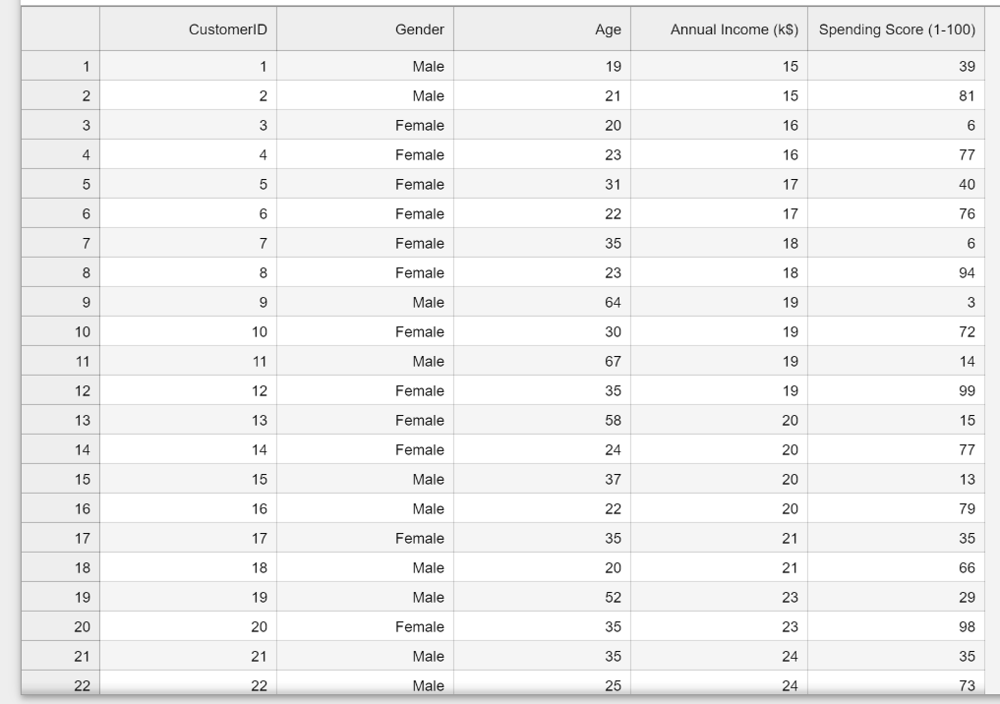 CustomerID Gender Age Annual Income (k$) Spending Score (1-100)
1 1 Male 19 15 39
2 2 Male 21 15 81
3 3 Female 20 16 6
4 4 Female 23 16 77
5 5 Female 31 17 40
6 6 Female 22 17 76
7 7 Female 35 18 6
8 8 Female 23 18 94
9 9 Male 64 19 3
10 10 Female 30 19 72
11 11 Male 67 19 14
12 12 Female 35 19 99
13 13 Female 58 20 15
14 14 Female 24 20 77
15 15 Male 37 20 13
16 16 Male 22 20 79
17 17 Female 35 21 35
18 18 Male 20 21 66
19 19 Male 52 23 29
20 20 Female 35 23 98
21 21 Male 35 24 35
22 22 Male 25 24 73